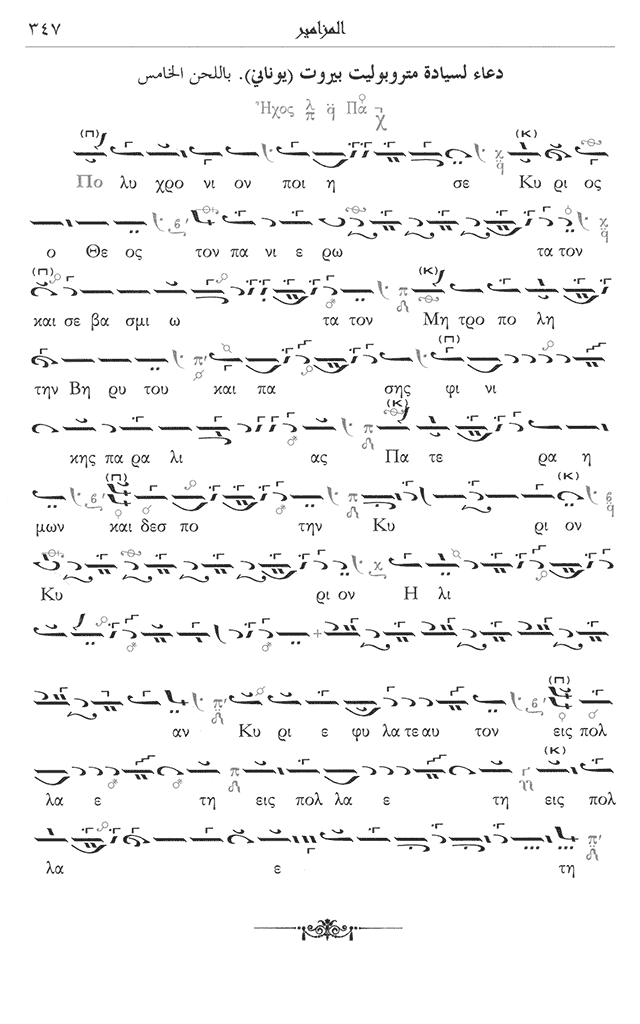 ٣٤٧ المزامير
دعاء لسيادة متروبوليت بيروت (يوناني). باللحن الخامس
Ἦχος λ π q̈ Πα
Πο λυ χρο νι ον ποι η σε Κυ ρι ος
ο Θε ος τον πα νι ε ρω τα τον
και σε βα σμι ω τα τον Μη τρο πο λη
την Βη ρυ του και πα σης φι νι
κης πα ρα λι ας Πα τε ρα η
μων και δεσ πο την Κυ ρι ον
Κυ ρι ον Η λι
αν Κυ ρι ε φυ λα τε αυ τον εις πολ
λα ε τη εις πολ λα ε τη εις πολ
λα ε τη